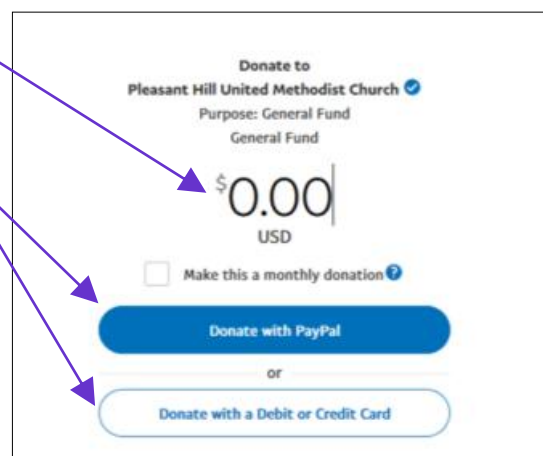 Donate to
Pleasant Hill United Methodist Church
Purpose: General Fund
General Fund
$0.00
USD
Make this a monthly donation ?
Donate with PayPal
or
Donate with a Debit or Credit Card